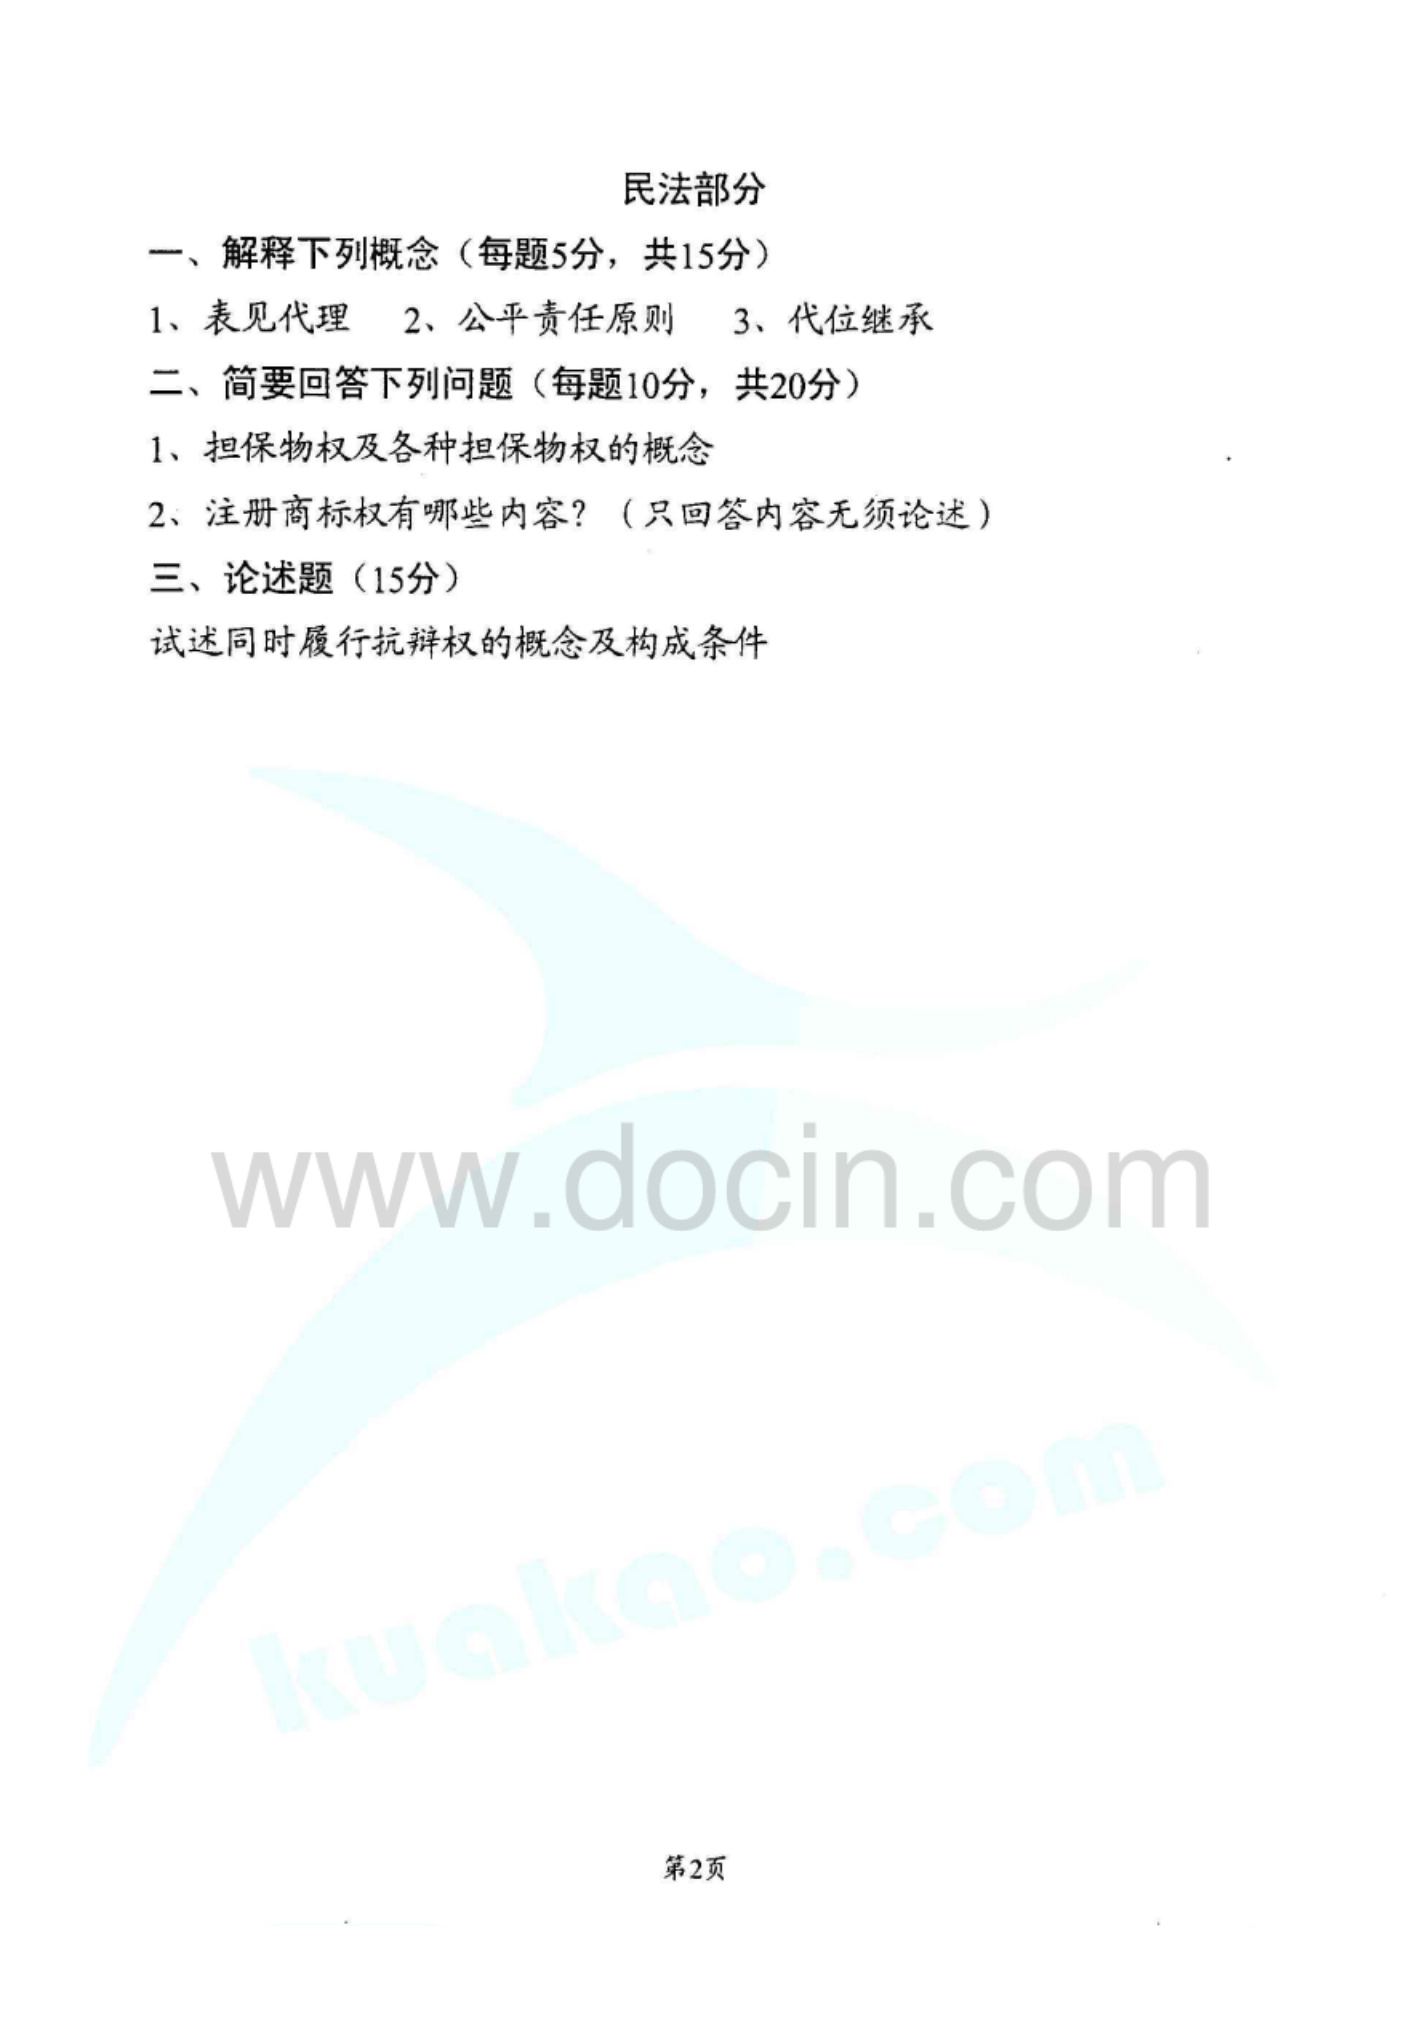 民法部分
一、解释下列概念（每题5分，共15分）
1、表见代理　2、公平责任原则　3、代位继承
二、简要回答下列问题（每题10分，共20分）
1、担保物权及各种担保物权的概念
2、注册商标权有哪些内容？（只回答内容无须论述）
三、论述题（15分）
试述同时履行抗辩权的概念及构成条件
www.docin.com
kuakao.com
第2页